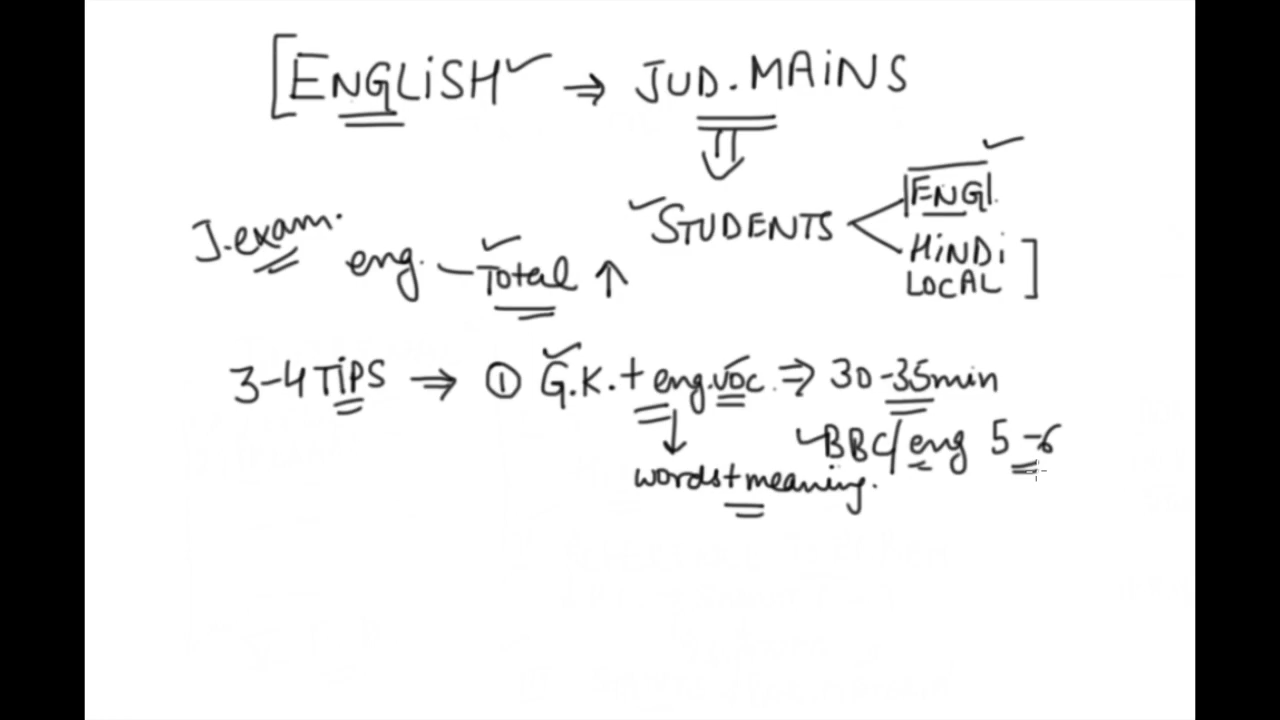 [ENGLiSH ✓ ⇒ JUD. MAiNS
✓ STUDENTS < ENGl. ✓
HiNDi
LOCAL ]
J. exam.
eng. — Total ↑
3-4 TiPS ⇒ ① G.K. + eng. voc. ⇒ 30-35 min
words + meaning.
BBC/eng 5-6